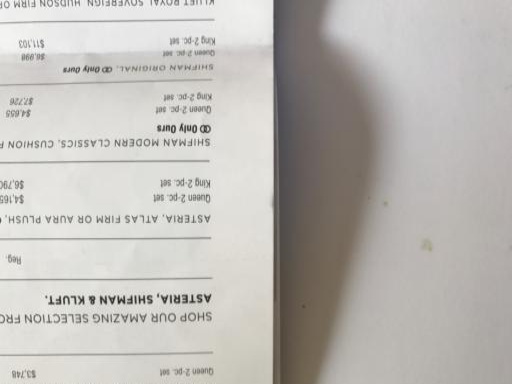 Queen 2-pc. set $3,748
SHOP OUR AMAZING SELECTION FRO
ASTERIA, SHIFMAN & KLUFT.
Reg.
ASTERIA, ATLAS FIRM OR AURA PLUSH,
Queen 2-pc. set $4,165
King 2-pc. set $6,790
SHIFMAN MODERN CLASSICS, CUSHION
Only Ours
Queen 2-pc. set $4,655
King 2-pc. set $7,726
SHIFMAN ORIGINAL, Only Ours
Queen 2-pc. set $6,998
King 2-pc. set $11,103
KLUFT ROYAL SOVEREIGN, HUDSON FIRM OR